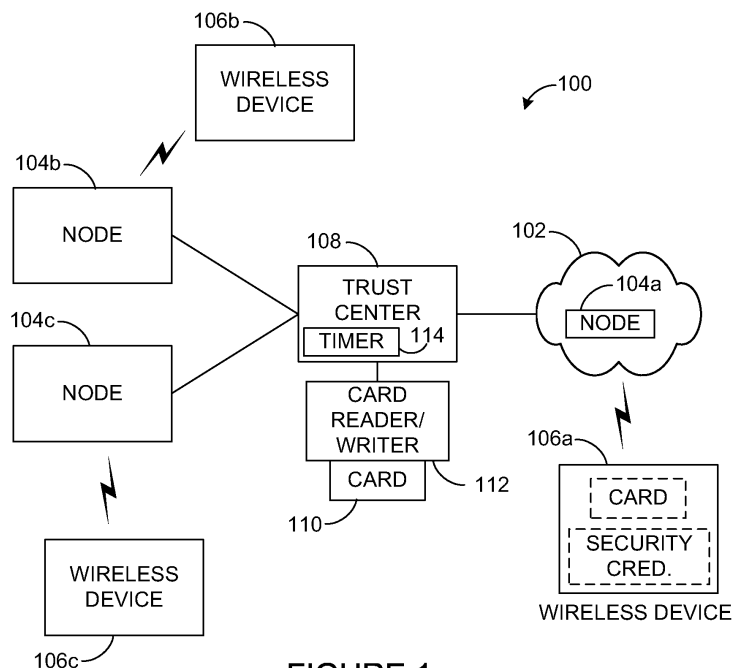 106b
WIRELESS
DEVICE
100
104b
NODE
108
TRUST
CENTER
TIMER
114
102
104a
NODE
104c
NODE
CARD
READER/
WRITER
112
CARD
110
106a
CARD
SECURITY
CRED.
WIRELESS DEVICE
WIRELESS
DEVICE
106c
FIGURE 1